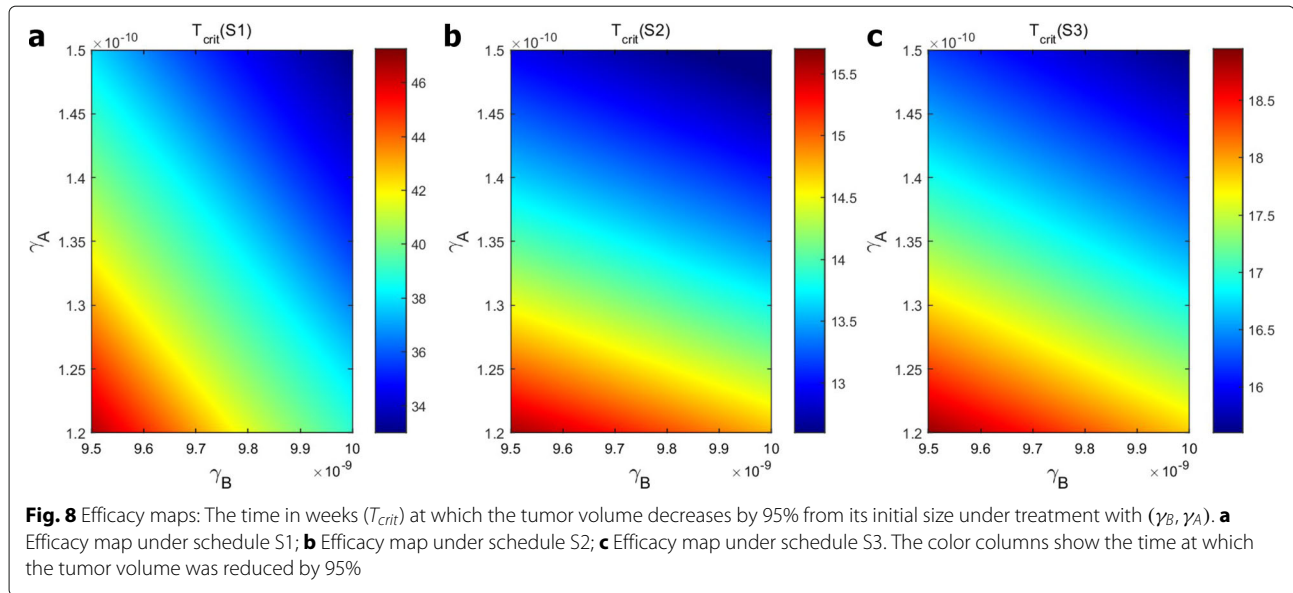 a
×10⁻¹⁰
T_crit(S1)
1.5
1.45
1.4
1.35
1.3
1.25
1.2
γ_A
9.5 9.6 9.7 9.8 9.9 10
×10⁻⁹
γ_B
46
44
42
40
38
36
34
b
×10⁻¹⁰
T_crit(S2)
1.5
1.45
1.4
1.35
1.3
1.25
1.2
γ_A
9.5 9.6 9.7 9.8 9.9 10
×10⁻⁹
γ_B
15.5
15
14.5
14
13.5
13
c
×10⁻¹⁰
T_crit(S3)
1.5
1.45
1.4
1.35
1.3
1.25
1.2
γ_A
9.5 9.6 9.7 9.8 9.9 10
×10⁻⁹
γ_B
18.5
18
17.5
17
16.5
16
Fig. 8 Efficacy maps: The time in weeks (T_crit) at which the tumor volume decreases by 95% from its initial size under treatment with (γ_B, γ_A). a
Efficacy map under schedule S1; b Efficacy map under schedule S2; c Efficacy map under schedule S3. The color columns show the time at which
the tumor volume was reduced by 95%